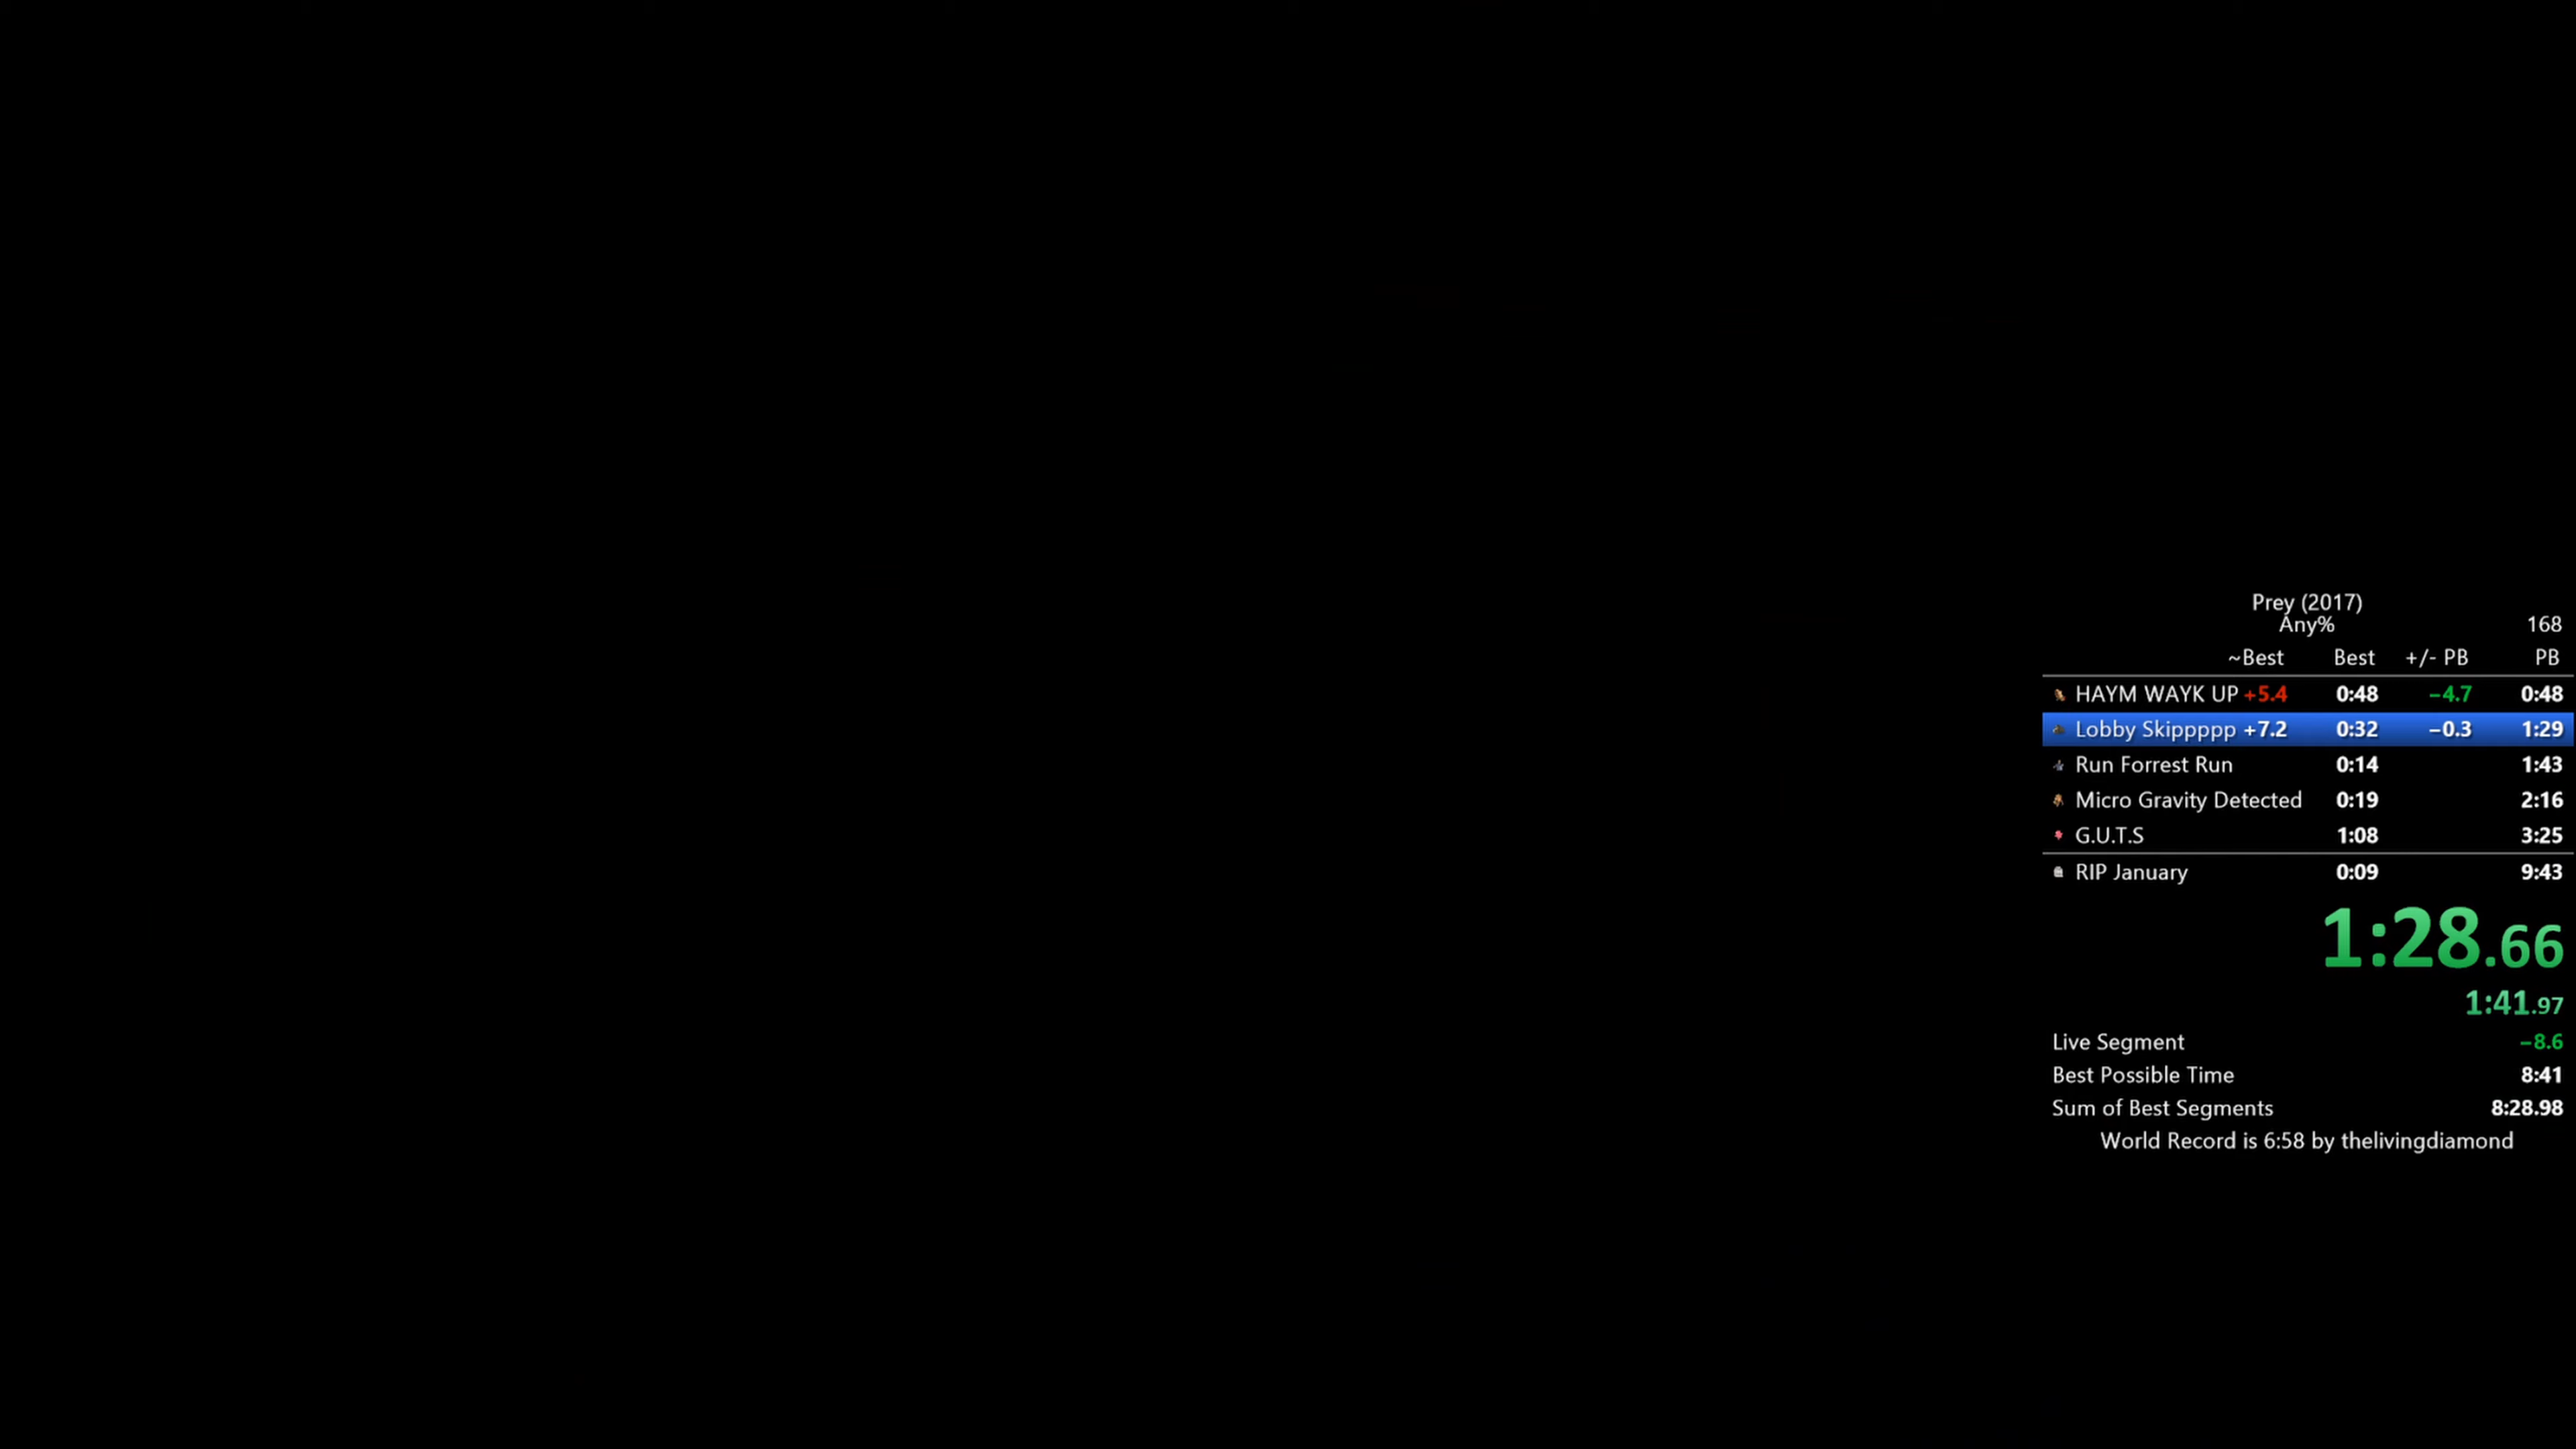 Prey (2017)
Any% 168
~Best Best +/- PB PB
HAYM WAYK UP +5.4 0:48 −4.7 0:48
Lobby Skippppp +7.2 0:32 −0.3 1:29
Run Forrest Run 0:14 1:43
Micro Gravity Detected 0:19 2:16
G.U.T.S 1:08 3:25
RIP January 0:09 9:43
1:28.66
1:41.97
Live Segment −8.6
Best Possible Time 8:41
Sum of Best Segments 8:28.98
World Record is 6:58 by thelivingdiamond